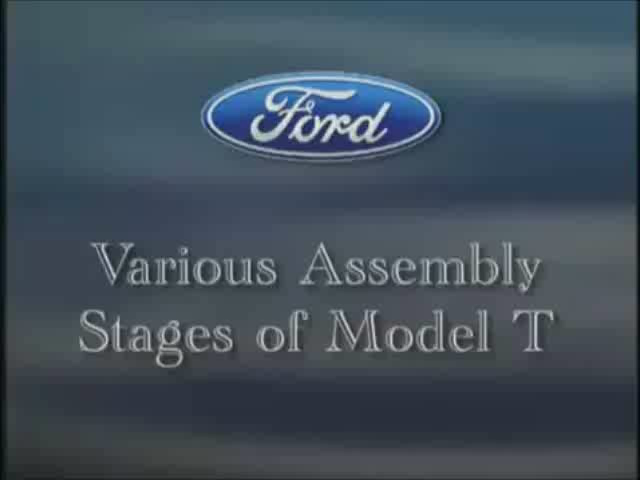 Ford
Various Assembly
Stages of Model T